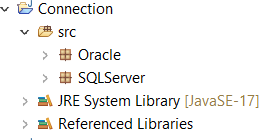 Connection
src
Oracle
SQLServer
JRE System Library [JavaSE-17]
Referenced Libraries